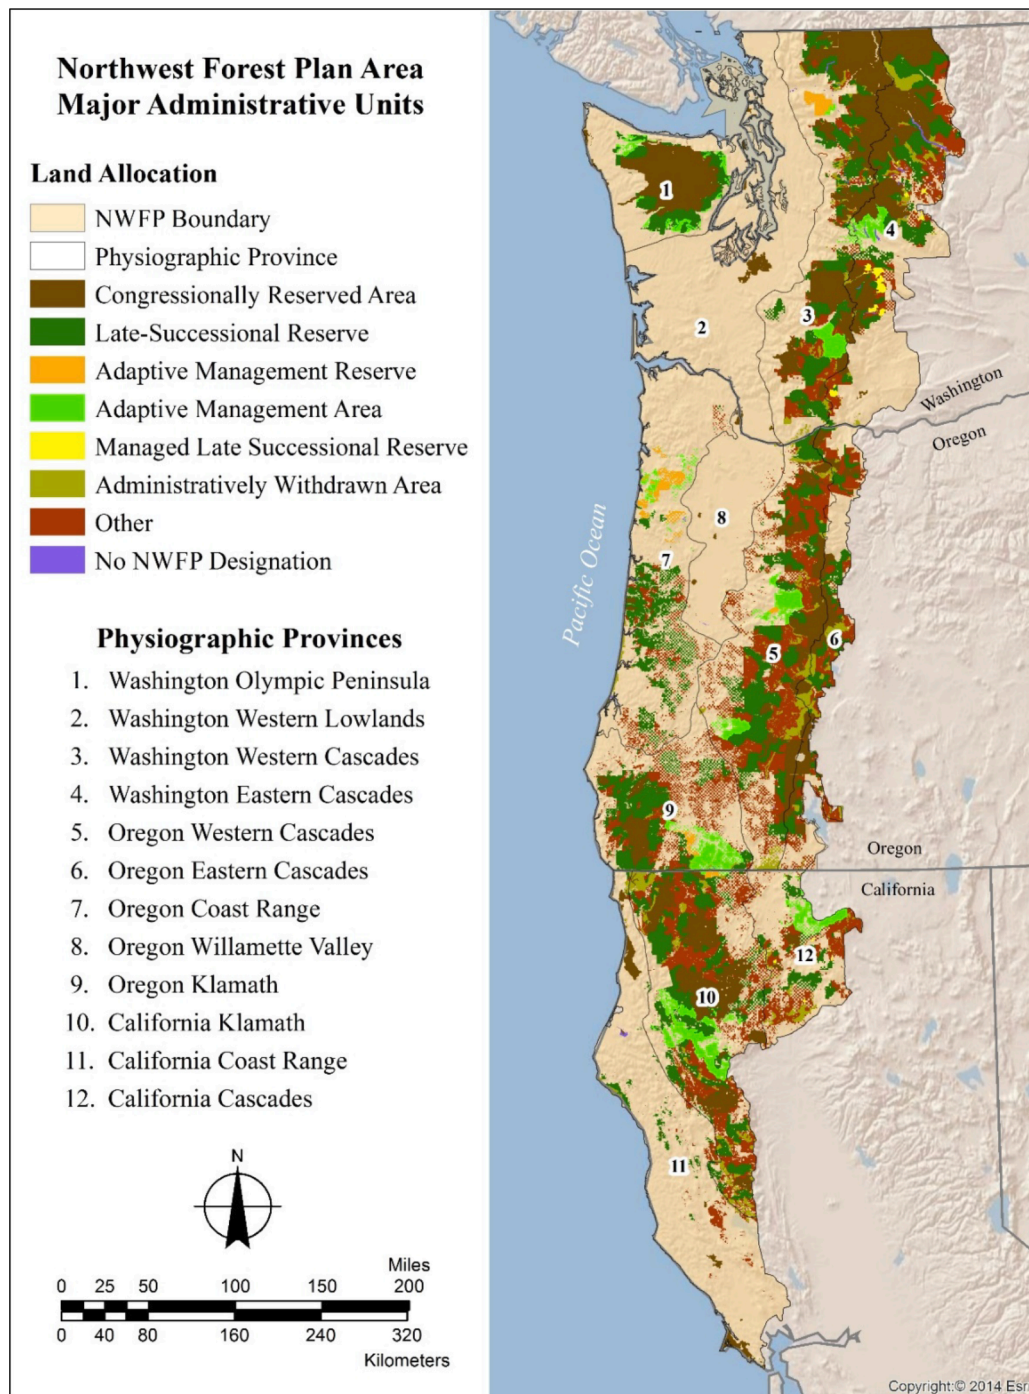 Northwest Forest Plan Area
Major Administrative Units
Land Allocation
NWFP Boundary
Physiographic Province
Congressionally Reserved Area
Late-Successional Reserve
Adaptive Management Reserve
Adaptive Management Area
Managed Late Successional Reserve
Administratively Withdrawn Area
Other
No NWFP Designation
Physiographic Provinces
1. Washington Olympic Peninsula
2. Washington Western Lowlands
3. Washington Western Cascades
4. Washington Eastern Cascades
5. Oregon Western Cascades
6. Oregon Eastern Cascades
7. Oregon Coast Range
8. Oregon Willamette Valley
9. Oregon Klamath
10. California Klamath
11. California Coast Range
12. California Cascades
N
Miles
0 25 50 100 150 200
0 40 80 160 240 320
Kilometers
1
4
3
2
Washington
Oregon
8
7
Pacific Ocean
6
5
9
Oregon
California
12
10
11
Copyright:© 2014 Esri